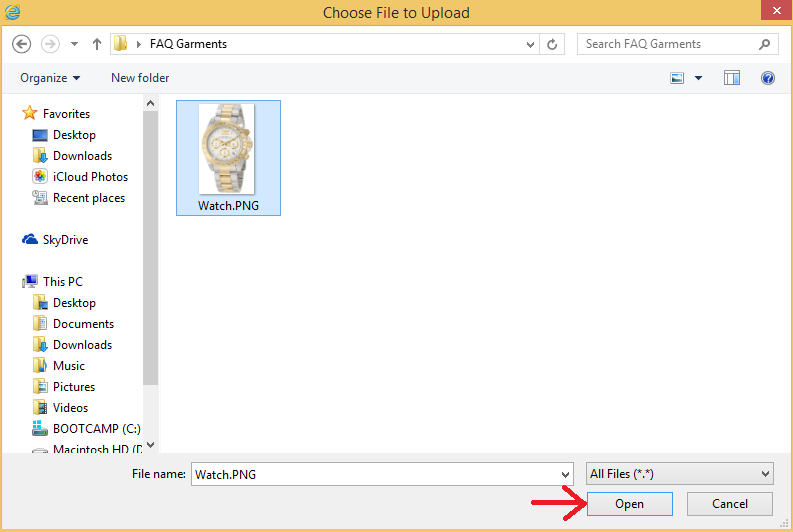 Choose File to Upload
FAQ Garments
Search FAQ Garments
Organize
New folder
Favorites
Desktop
Downloads
iCloud Photos
Recent places
SkyDrive
This PC
Desktop
Documents
Downloads
Music
Pictures
Videos
BOOTCAMP (C:)
Macintosh HD (D
Watch.PNG
File name:
Watch.PNG
All Files (*.*)
Open
Cancel